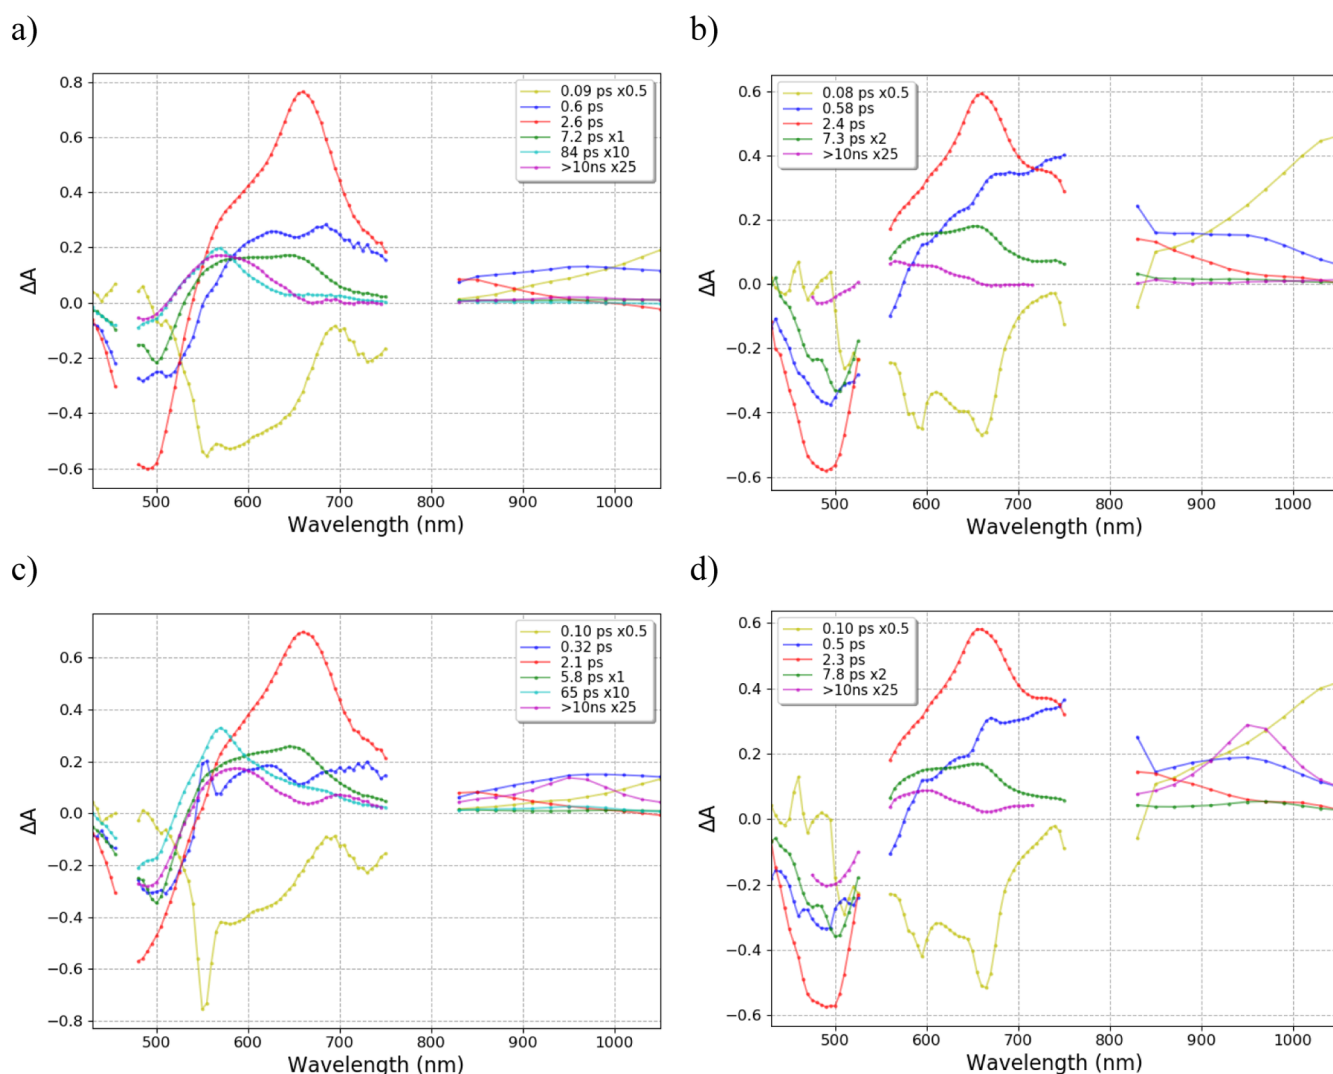 a)
0.8
0.6
0.4
0.2
0.0
−0.2
−0.4
−0.6
ΔA
0.09 ps x0.5
0.6 ps
2.6 ps
7.2 ps x1
84 ps x10
>10ns x25
500 600 700 800 900 1000
Wavelength (nm)
b)
0.6
0.4
0.2
0.0
−0.2
−0.4
−0.6
ΔA
0.08 ps x0.5
0.58 ps
2.4 ps
7.3 ps x2
>10ns x25
500 600 700 800 900 1000
Wavelength (nm)
c)
0.6
0.4
0.2
0.0
−0.2
−0.4
−0.6
−0.8
ΔA
0.10 ps x0.5
0.32 ps
2.1 ps
5.8 ps x1
65 ps x10
>10ns x25
500 600 700 800 900 1000
Wavelength (nm)
d)
0.6
0.4
0.2
0.0
−0.2
−0.4
−0.6
ΔA
0.10 ps x0.5
0.5 ps
2.3 ps
7.8 ps x2
>10ns x25
500 600 700 800 900 1000
Wavelength (nm)